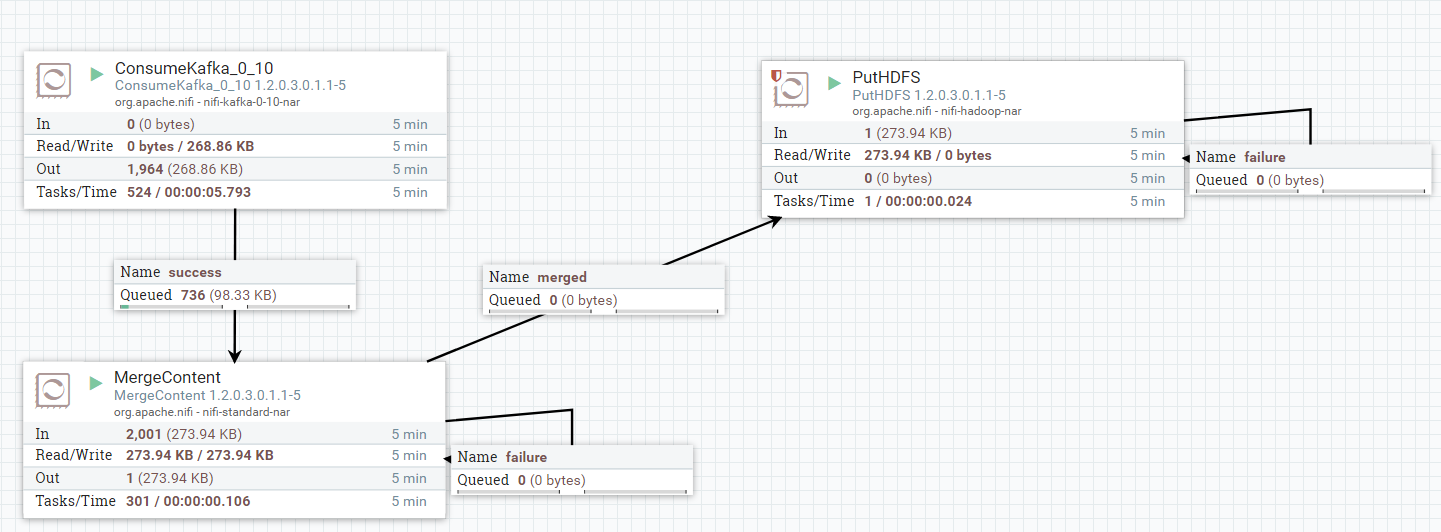 ConsumeKafka_0_10
ConsumeKafka_0_10 1.2.0.3.0.1.1-5
org.apache.nifi - nifi-kafka-0-10-nar
In 0 (0 bytes) 5 min
Read/Write 0 bytes / 268.86 KB 5 min
Out 1,964 (268.86 KB) 5 min
Tasks/Time 524 / 00:00:05.793 5 min
PutHDFS
PutHDFS 1.2.0.3.0.1.1-5
org.apache.nifi - nifi-hadoop-nar
In 1 (273.94 KB) 5 min
Read/Write 273.94 KB / 0 bytes 5 min
Out 0 (0 bytes) 5 min
Tasks/Time 1 / 00:00:00.024 5 min
Name failure
Queued 0 (0 bytes)
Name success
Queued 736 (98.33 KB)
Name merged
Queued 0 (0 bytes)
MergeContent
MergeContent 1.2.0.3.0.1.1-5
org.apache.nifi - nifi-standard-nar
In 2,001 (273.94 KB) 5 min
Read/Write 273.94 KB / 273.94 KB 5 min
Out 1 (273.94 KB) 5 min
Tasks/Time 301 / 00:00:00.106 5 min
Name failure
Queued 0 (0 bytes)